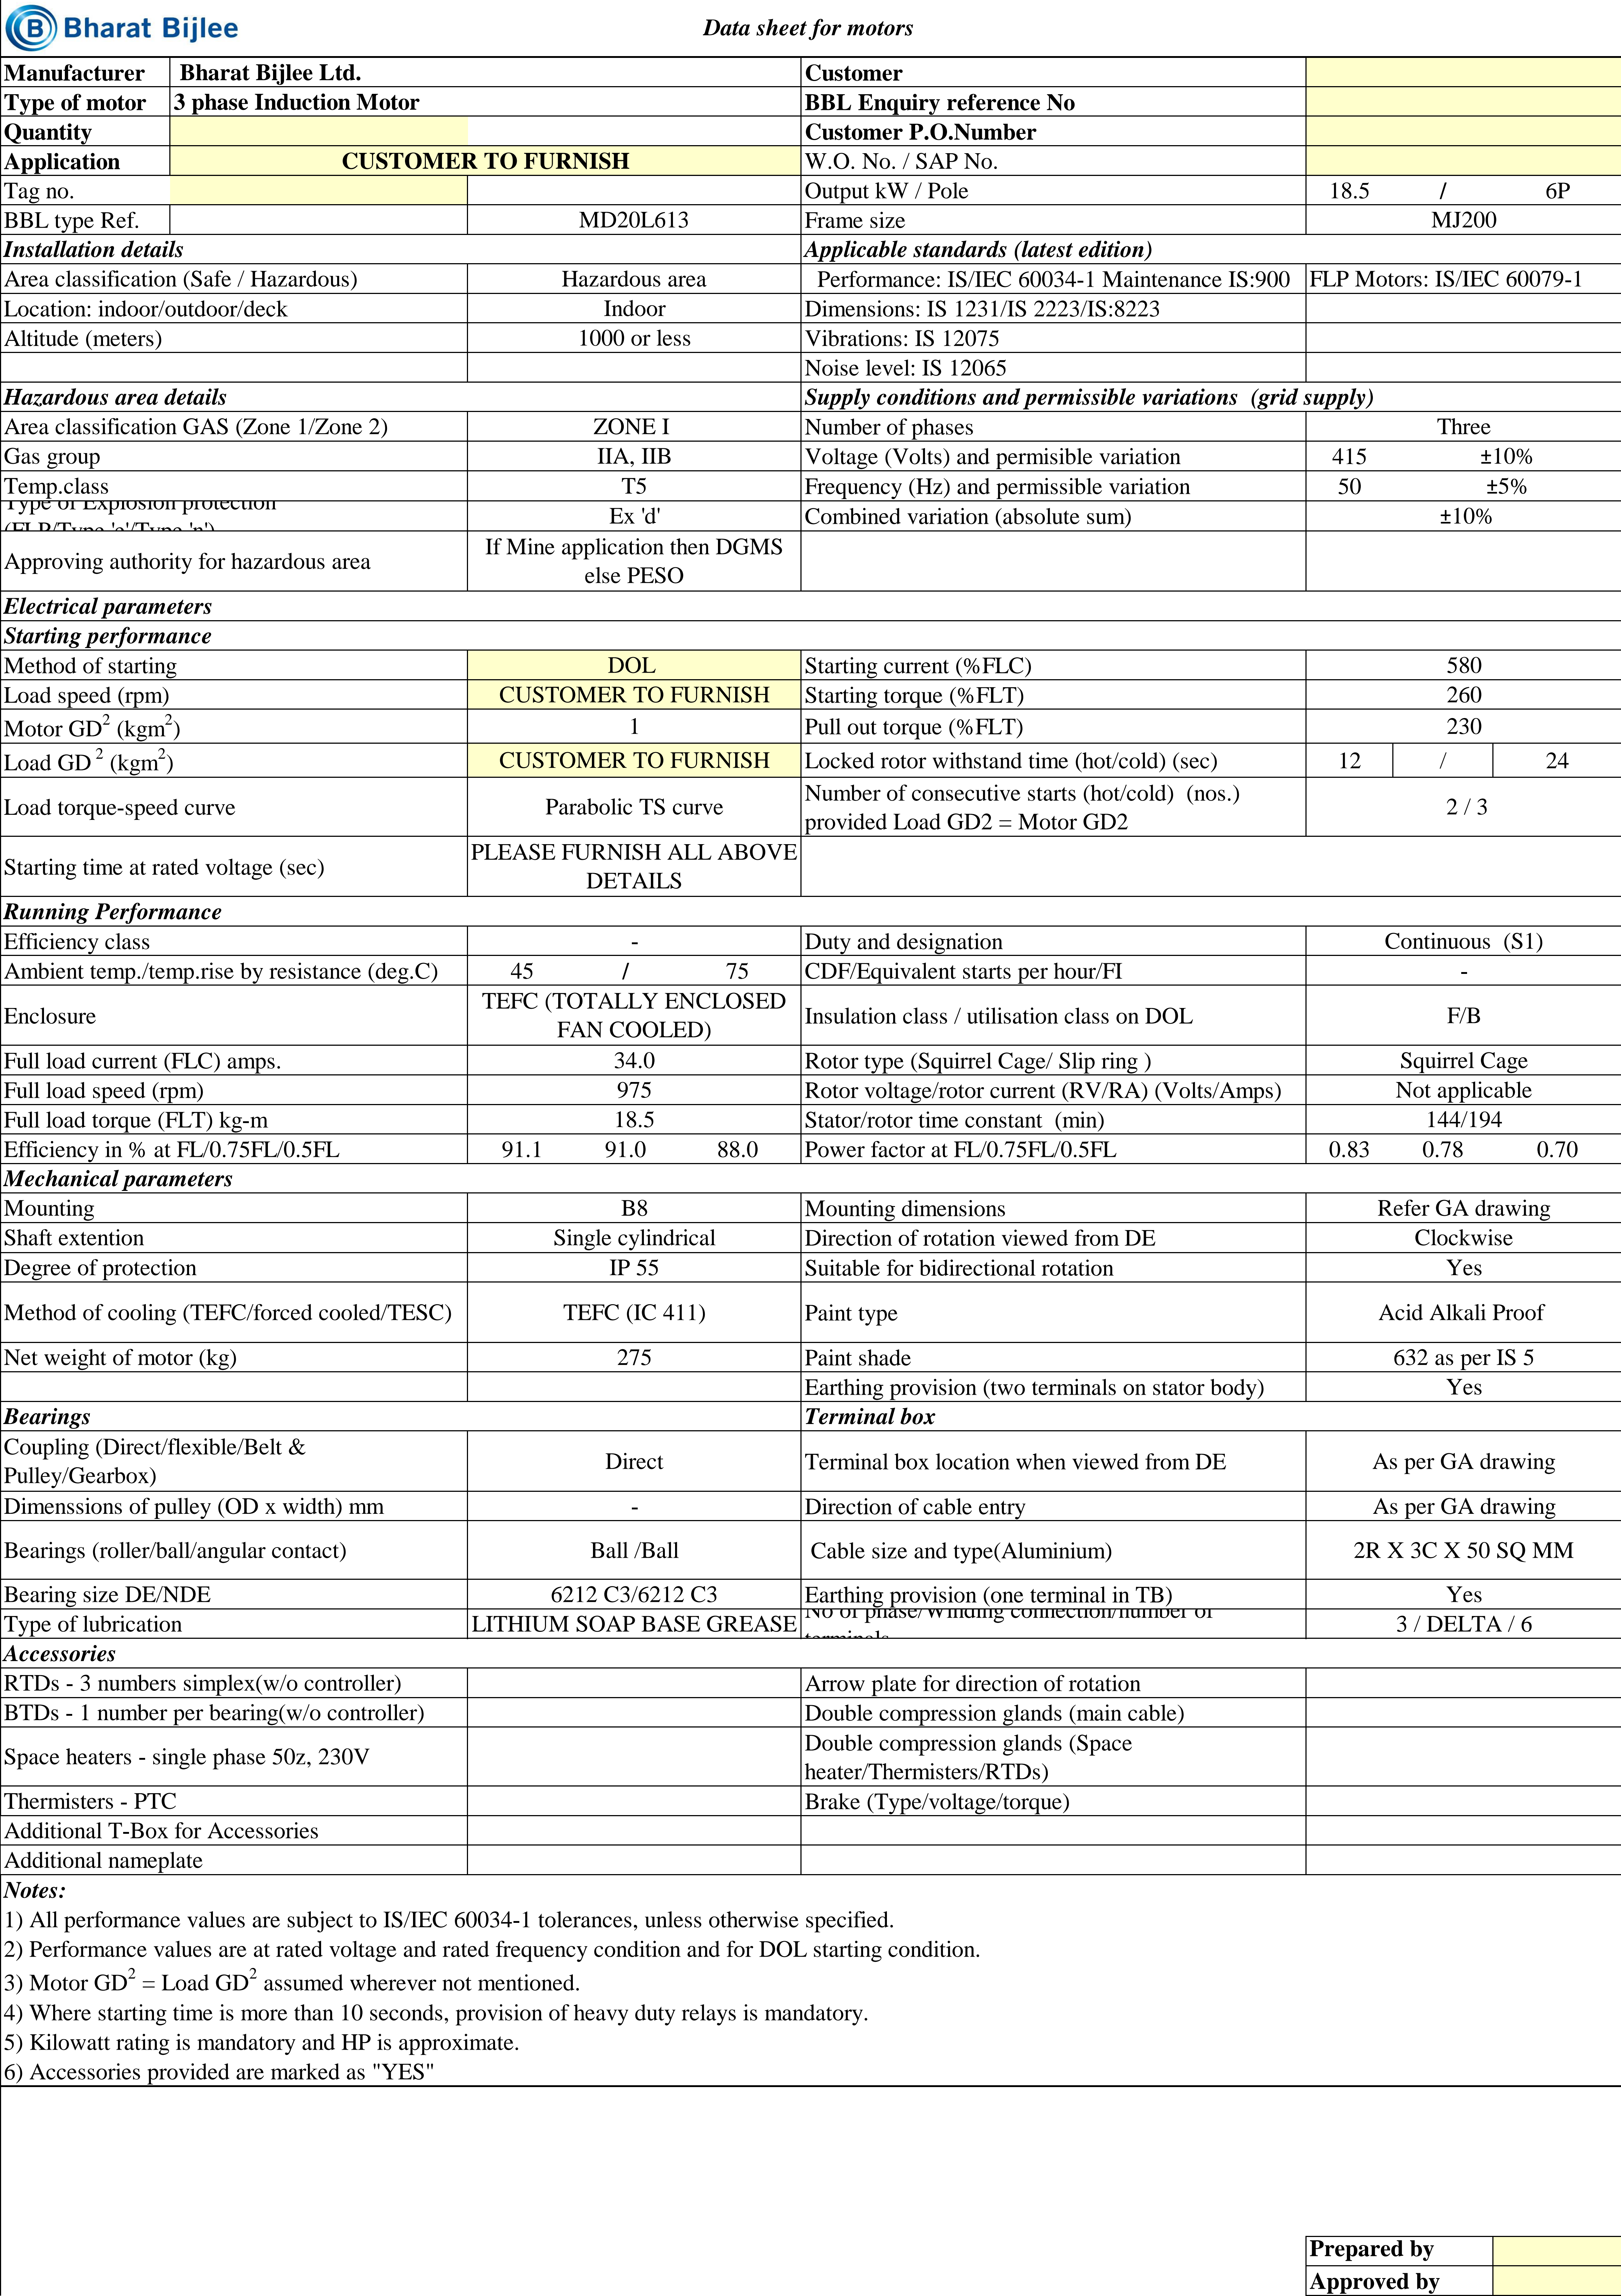 Bharat Bijlee
Data sheet for motors
Manufacturer Bharat Bijlee Ltd. Customer
Type of motor 3 phase Induction Motor BBL Enquiry reference No
Quantity Customer P.O.Number
Application CUSTOMER TO FURNISH W.O. No. / SAP No.
Tag no. Output kW / Pole 18.5 / 6P
BBL type Ref. MD20L613 Frame size MJ200
Installation details Applicable standards (latest edition)
Area classification (Safe / Hazardous) Hazardous area Performance: IS/IEC 60034-1 Maintenance IS:900 FLP Motors: IS/IEC 60079-1
Location: indoor/outdoor/deck Indoor Dimensions: IS 1231/IS 2223/IS:8223
Altitude (meters) 1000 or less Vibrations: IS 12075
Noise level: IS 12065
Hazardous area details Supply conditions and permissible variations (grid supply)
Area classification GAS (Zone 1/Zone 2) ZONE I Number of phases Three
Gas group IIA, IIB Voltage (Volts) and permisible variation 415 ±10%
Temp.class T5 Frequency (Hz) and permissible variation 50 ±5%
Type of Explosion protection
(FLP/Type 'e'/Type 'n') Ex 'd' Combined variation (absolute sum) ±10%
Approving authority for hazardous area If Mine application then DGMS
else PESO
Electrical parameters
Starting performance
Method of starting DOL Starting current (%FLC) 580
Load speed (rpm) CUSTOMER TO FURNISH Starting torque (%FLT) 260
Motor GD² (kgm²) 1 Pull out torque (%FLT) 230
Load GD ² (kgm²) CUSTOMER TO FURNISH Locked rotor withstand time (hot/cold) (sec) 12 / 24
Load torque-speed curve Parabolic TS curve Number of consecutive starts (hot/cold) (nos.)
provided Load GD2 = Motor GD2 2 / 3
Starting time at rated voltage (sec) PLEASE FURNISH ALL ABOVE
DETAILS
Running Performance
Efficiency class - Duty and designation Continuous (S1)
Ambient temp./temp.rise by resistance (deg.C) 45 / 75 CDF/Equivalent starts per hour/FI -
Enclosure TEFC (TOTALLY ENCLOSED
FAN COOLED) Insulation class / utilisation class on DOL F/B
Full load current (FLC) amps. 34.0 Rotor type (Squirrel Cage/ Slip ring ) Squirrel Cage
Full load speed (rpm) 975 Rotor voltage/rotor current (RV/RA) (Volts/Amps) Not applicable
Full load torque (FLT) kg-m 18.5 Stator/rotor time constant (min) 144/194
Efficiency in % at FL/0.75FL/0.5FL 91.1 91.0 88.0 Power factor at FL/0.75FL/0.5FL 0.83 0.78 0.70
Mechanical parameters
Mounting B8 Mounting dimensions Refer GA drawing
Shaft extention Single cylindrical Direction of rotation viewed from DE Clockwise
Degree of protection IP 55 Suitable for bidirectional rotation Yes
Method of cooling (TEFC/forced cooled/TESC) TEFC (IC 411) Paint type Acid Alkali Proof
Net weight of motor (kg) 275 Paint shade 632 as per IS 5
Earthing provision (two terminals on stator body) Yes
Bearings Terminal box
Coupling (Direct/flexible/Belt &
Pulley/Gearbox) Direct Terminal box location when viewed from DE As per GA drawing
Dimenssions of pulley (OD x width) mm - Direction of cable entry As per GA drawing
Bearings (roller/ball/angular contact) Ball /Ball Cable size and type(Aluminium) 2R X 3C X 50 SQ MM
Bearing size DE/NDE 6212 C3/6212 C3 Earthing provision (one terminal in TB) Yes
Type of lubrication LITHIUM SOAP BASE GREASE No of phase/Winding connection/number of
terminals 3 / DELTA / 6
Accessories
RTDs - 3 numbers simplex(w/o controller) Arrow plate for direction of rotation
BTDs - 1 number per bearing(w/o controller) Double compression glands (main cable)
Space heaters - single phase 50z, 230V Double compression glands (Space
heater/Thermisters/RTDs)
Thermisters - PTC Brake (Type/voltage/torque)
Additional T-Box for Accessories
Additional nameplate
Notes:
1) All performance values are subject to IS/IEC 60034-1 tolerances, unless otherwise specified.
2) Performance values are at rated voltage and rated frequency condition and for DOL starting condition.
3) Motor GD² = Load GD² assumed wherever not mentioned.
4) Where starting time is more than 10 seconds, provision of heavy duty relays is mandatory.
5) Kilowatt rating is mandatory and HP is approximate.
6) Accessories provided are marked as "YES"
Prepared by
Approved by